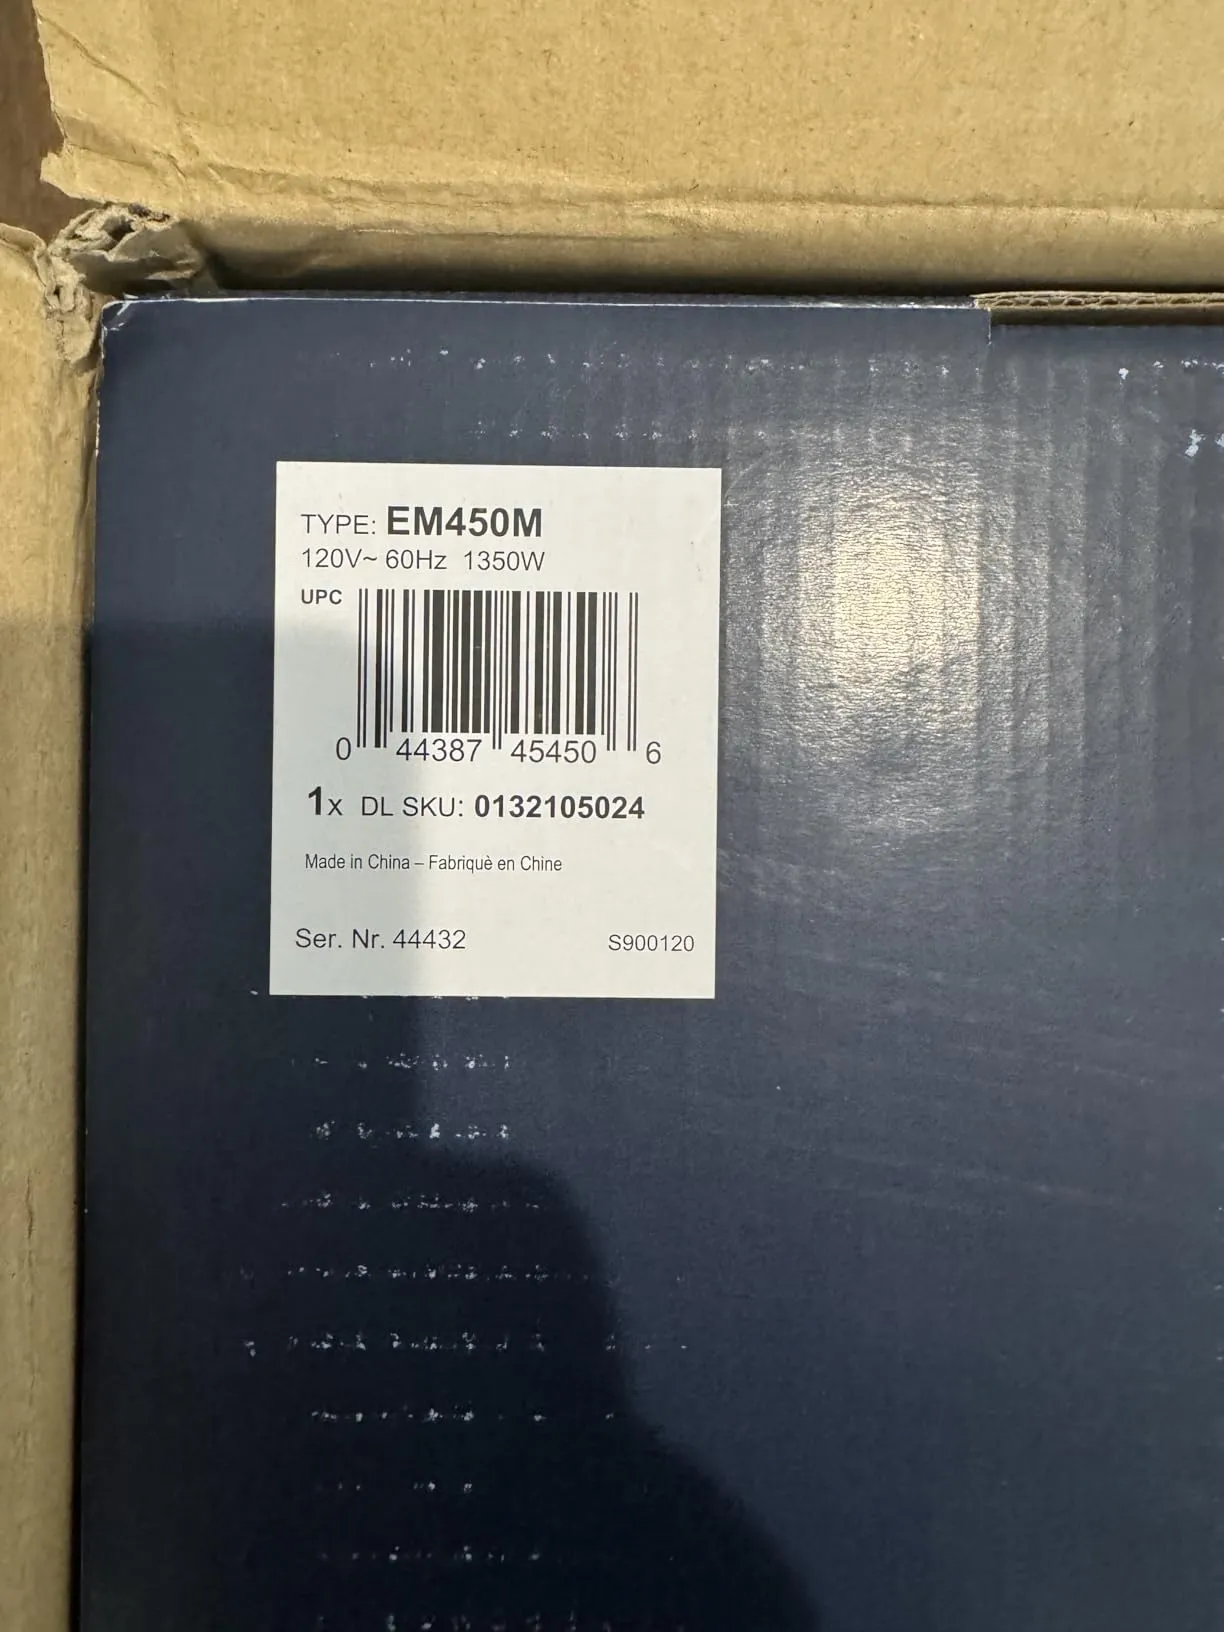 TYPE: EM450M
120V~ 60Hz 1350W
UPC
0 44387 45450 6
1x DL SKU: 0132105024
Made in China – Fabriquè en Chine
Ser. Nr. 44432 S900120